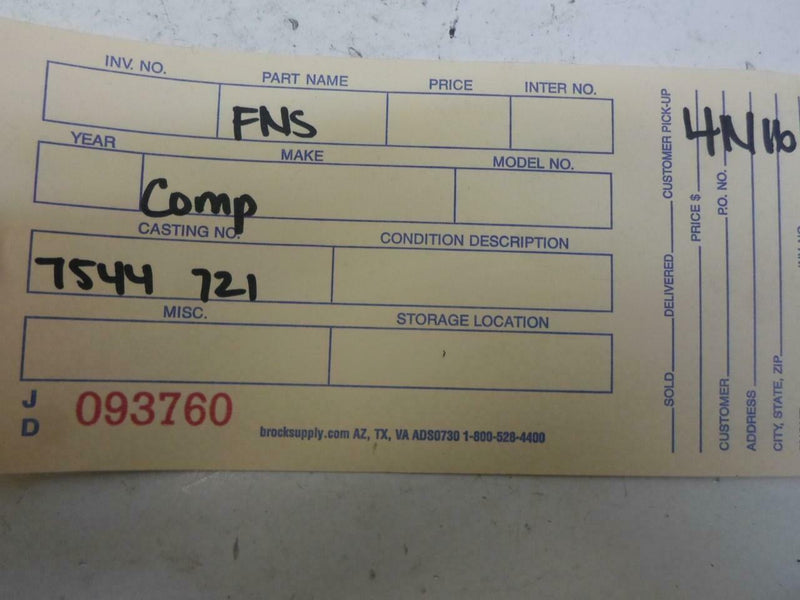 INV. NO. PART NAME PRICE INTER NO.
FNS
YEAR MAKE MODEL NO.
Comp
CASTING NO. CONDITION DESCRIPTION
7544 721
MISC. STORAGE LOCATION
J D
093760
brocksupply.com AZ, TX, VA ADS0730 1-800-528-4400
SOLD DELIVERED CUSTOMER PICK-UP
PRICE $
CUSTOMER P.O. NO.
ADDRESS
CITY, STATE, ZIP